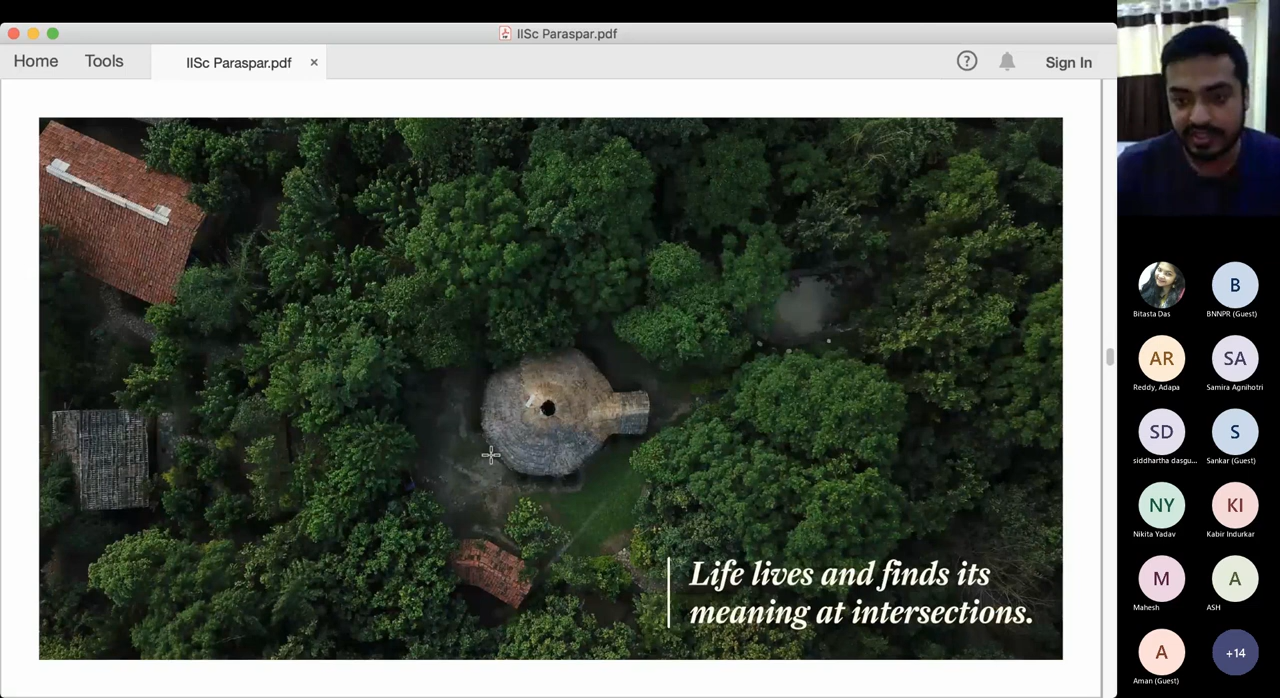 IISc Paraspar.pdf
Home
Tools
IISc Paraspar.pdf
×
?
Sign In
Life lives and finds its
meaning at intersections.
Bitasta Das
B
BNNPR (Guest)
AR
Reddy, Adapa
SA
Samira Agnihotri
SD
siddhartha dasgu...
S
Sankar (Guest)
NY
Nikita Yadav
KI
Kabir Indurkar
M
Mahesh
A
ASH
A
Aman (Guest)
+14